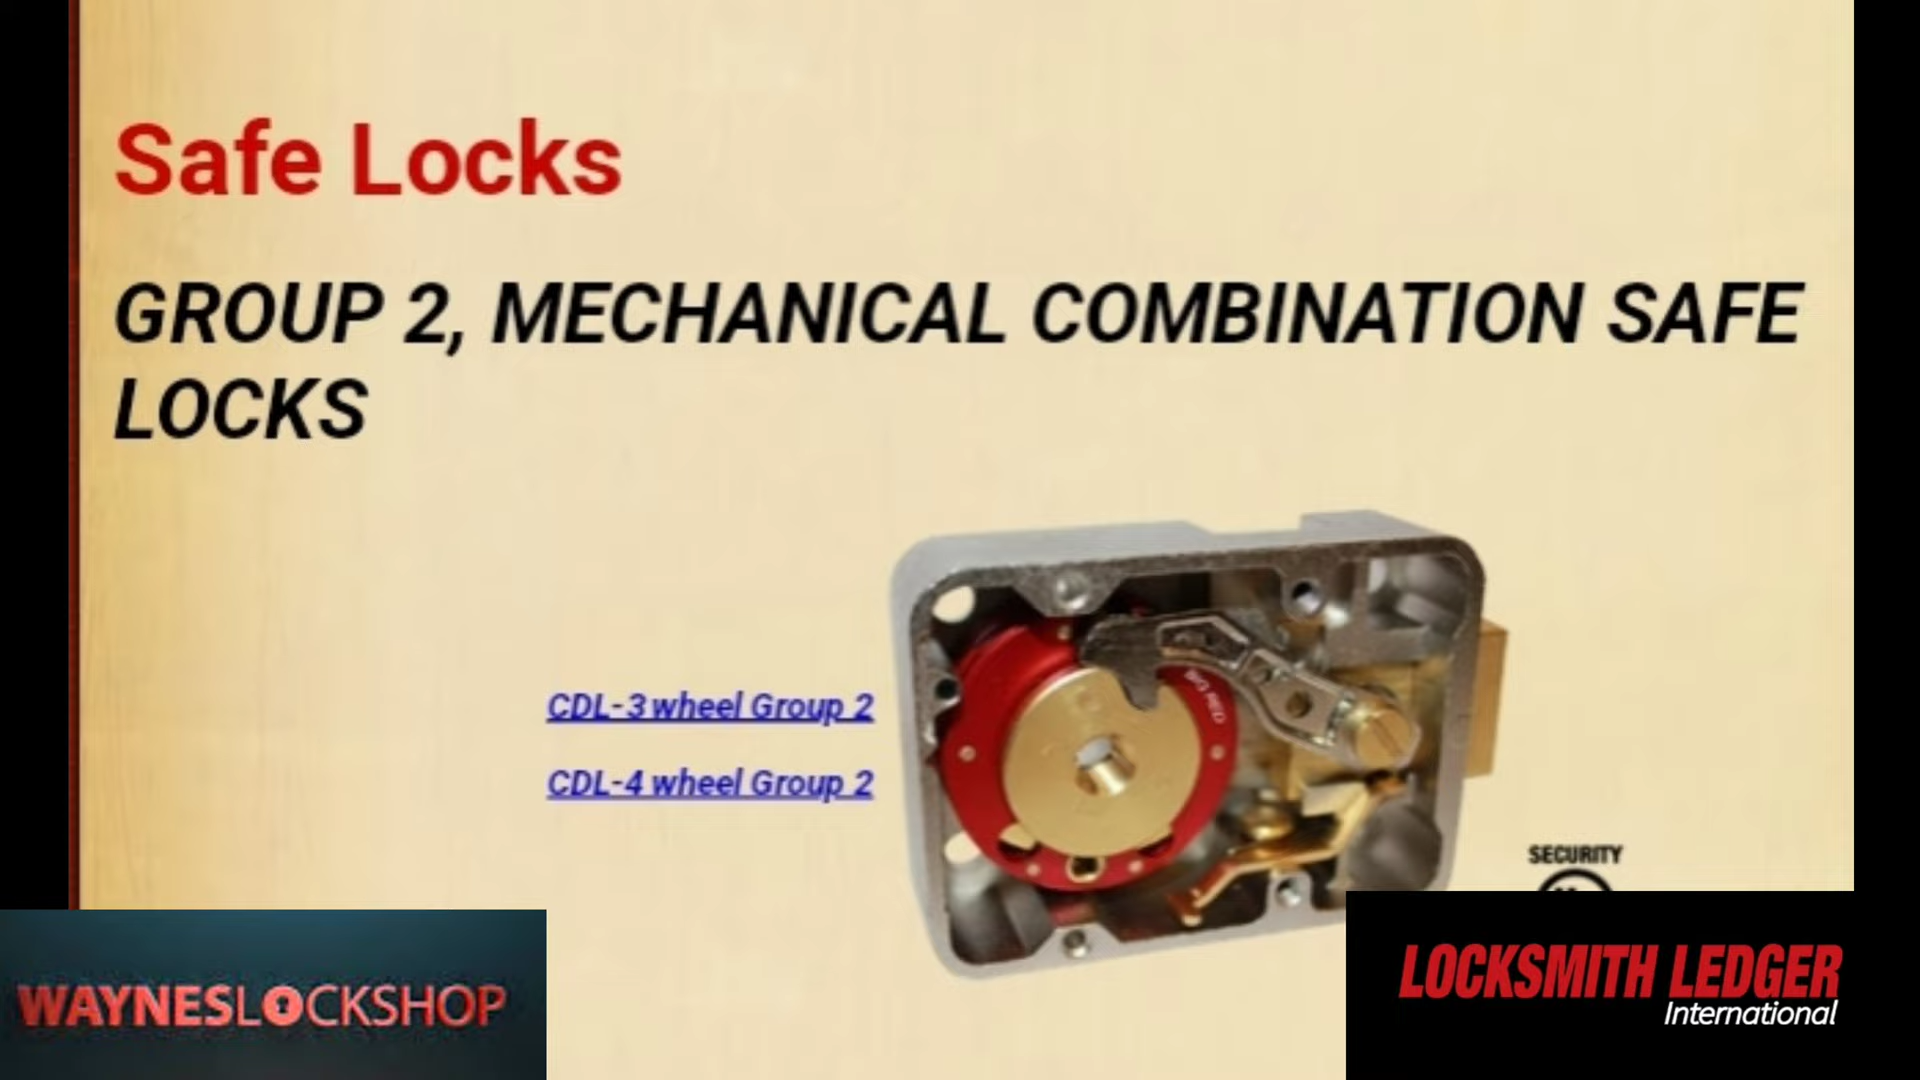 Safe Locks
GROUP 2, MECHANICAL COMBINATION SAFE
LOCKS
CDL-3 wheel Group 2
CDL-4 wheel Group 2
SECURITY
WAYNESLOCKSHOP
LOCKSMITH LEDGER
International